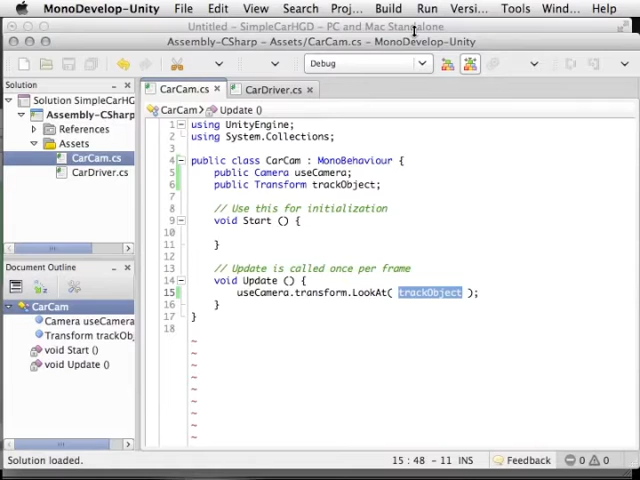 MonoDevelop-Unity File Edit View Search Proj... Build Run Versi... Tools Window Help
Untitled – SimpleCarHGD – PC and Mac Standalone
Assembly-CSharp – Assets/CarCam.cs – MonoDevelop-Unity
Debug
Solution
Solution SimpleCarHG
Assembly-CSharp
References
Assets
CarCam.cs
CarDriver.cs
CarCam.cs CarDriver.cs
CarCam Update ()
1 using UnityEngine;
2 using System.Collections;
3
4 public class CarCam : MonoBehaviour {
5 public Camera useCamera;
6 public Transform trackObject;
7
8 // Use this for initialization
9 void Start () {
10
11 }
12
13 // Update is called once per frame
14 void Update () {
15 useCamera.transform.LookAt( trackObject );
16 }
17 }
18
~
~
~
~
~
~
~
~
~
Document Outline
CarCam
Camera useCamera
Transform trackObj
void Start ()
void Update ()
Solution loaded.
15 : 48 – 11 INS
Feedback
0 0